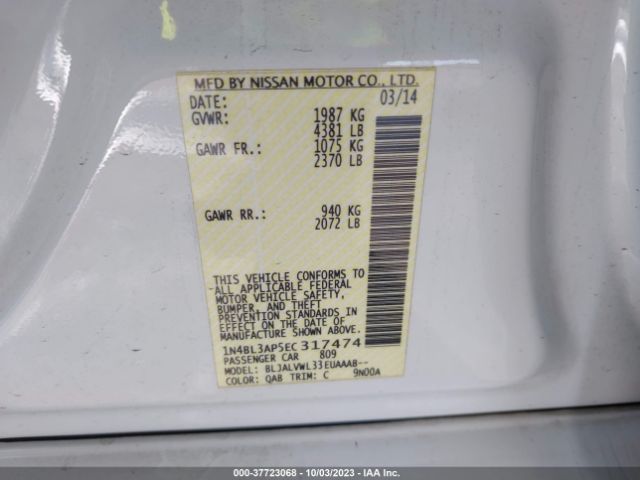 MFD BY NISSAN MOTOR CO., LTD.
DATE: 03/14
GVWR: 1987 KG
4381 LB
GAWR FR.: 1075 KG
2370 LB
GAWR RR.: 940 KG
2072 LB
THIS VEHICLE CONFORMS TO
ALL APPLICABLE FEDERAL
MOTOR VEHICLE SAFETY,
BUMPER, AND THEFT
PREVENTION STANDARDS IN
EFFECT ON THE DATE OF
MANUFACTURE SHOWN ABOVE.
1N4BL3AP5EC317474
PASSENGER CAR 809
MODEL: BLJALVWL33EUAAAB--
COLOR: QAB TRIM: C 9N00A
000-37723068 - 10/03/2023 - IAA Inc.